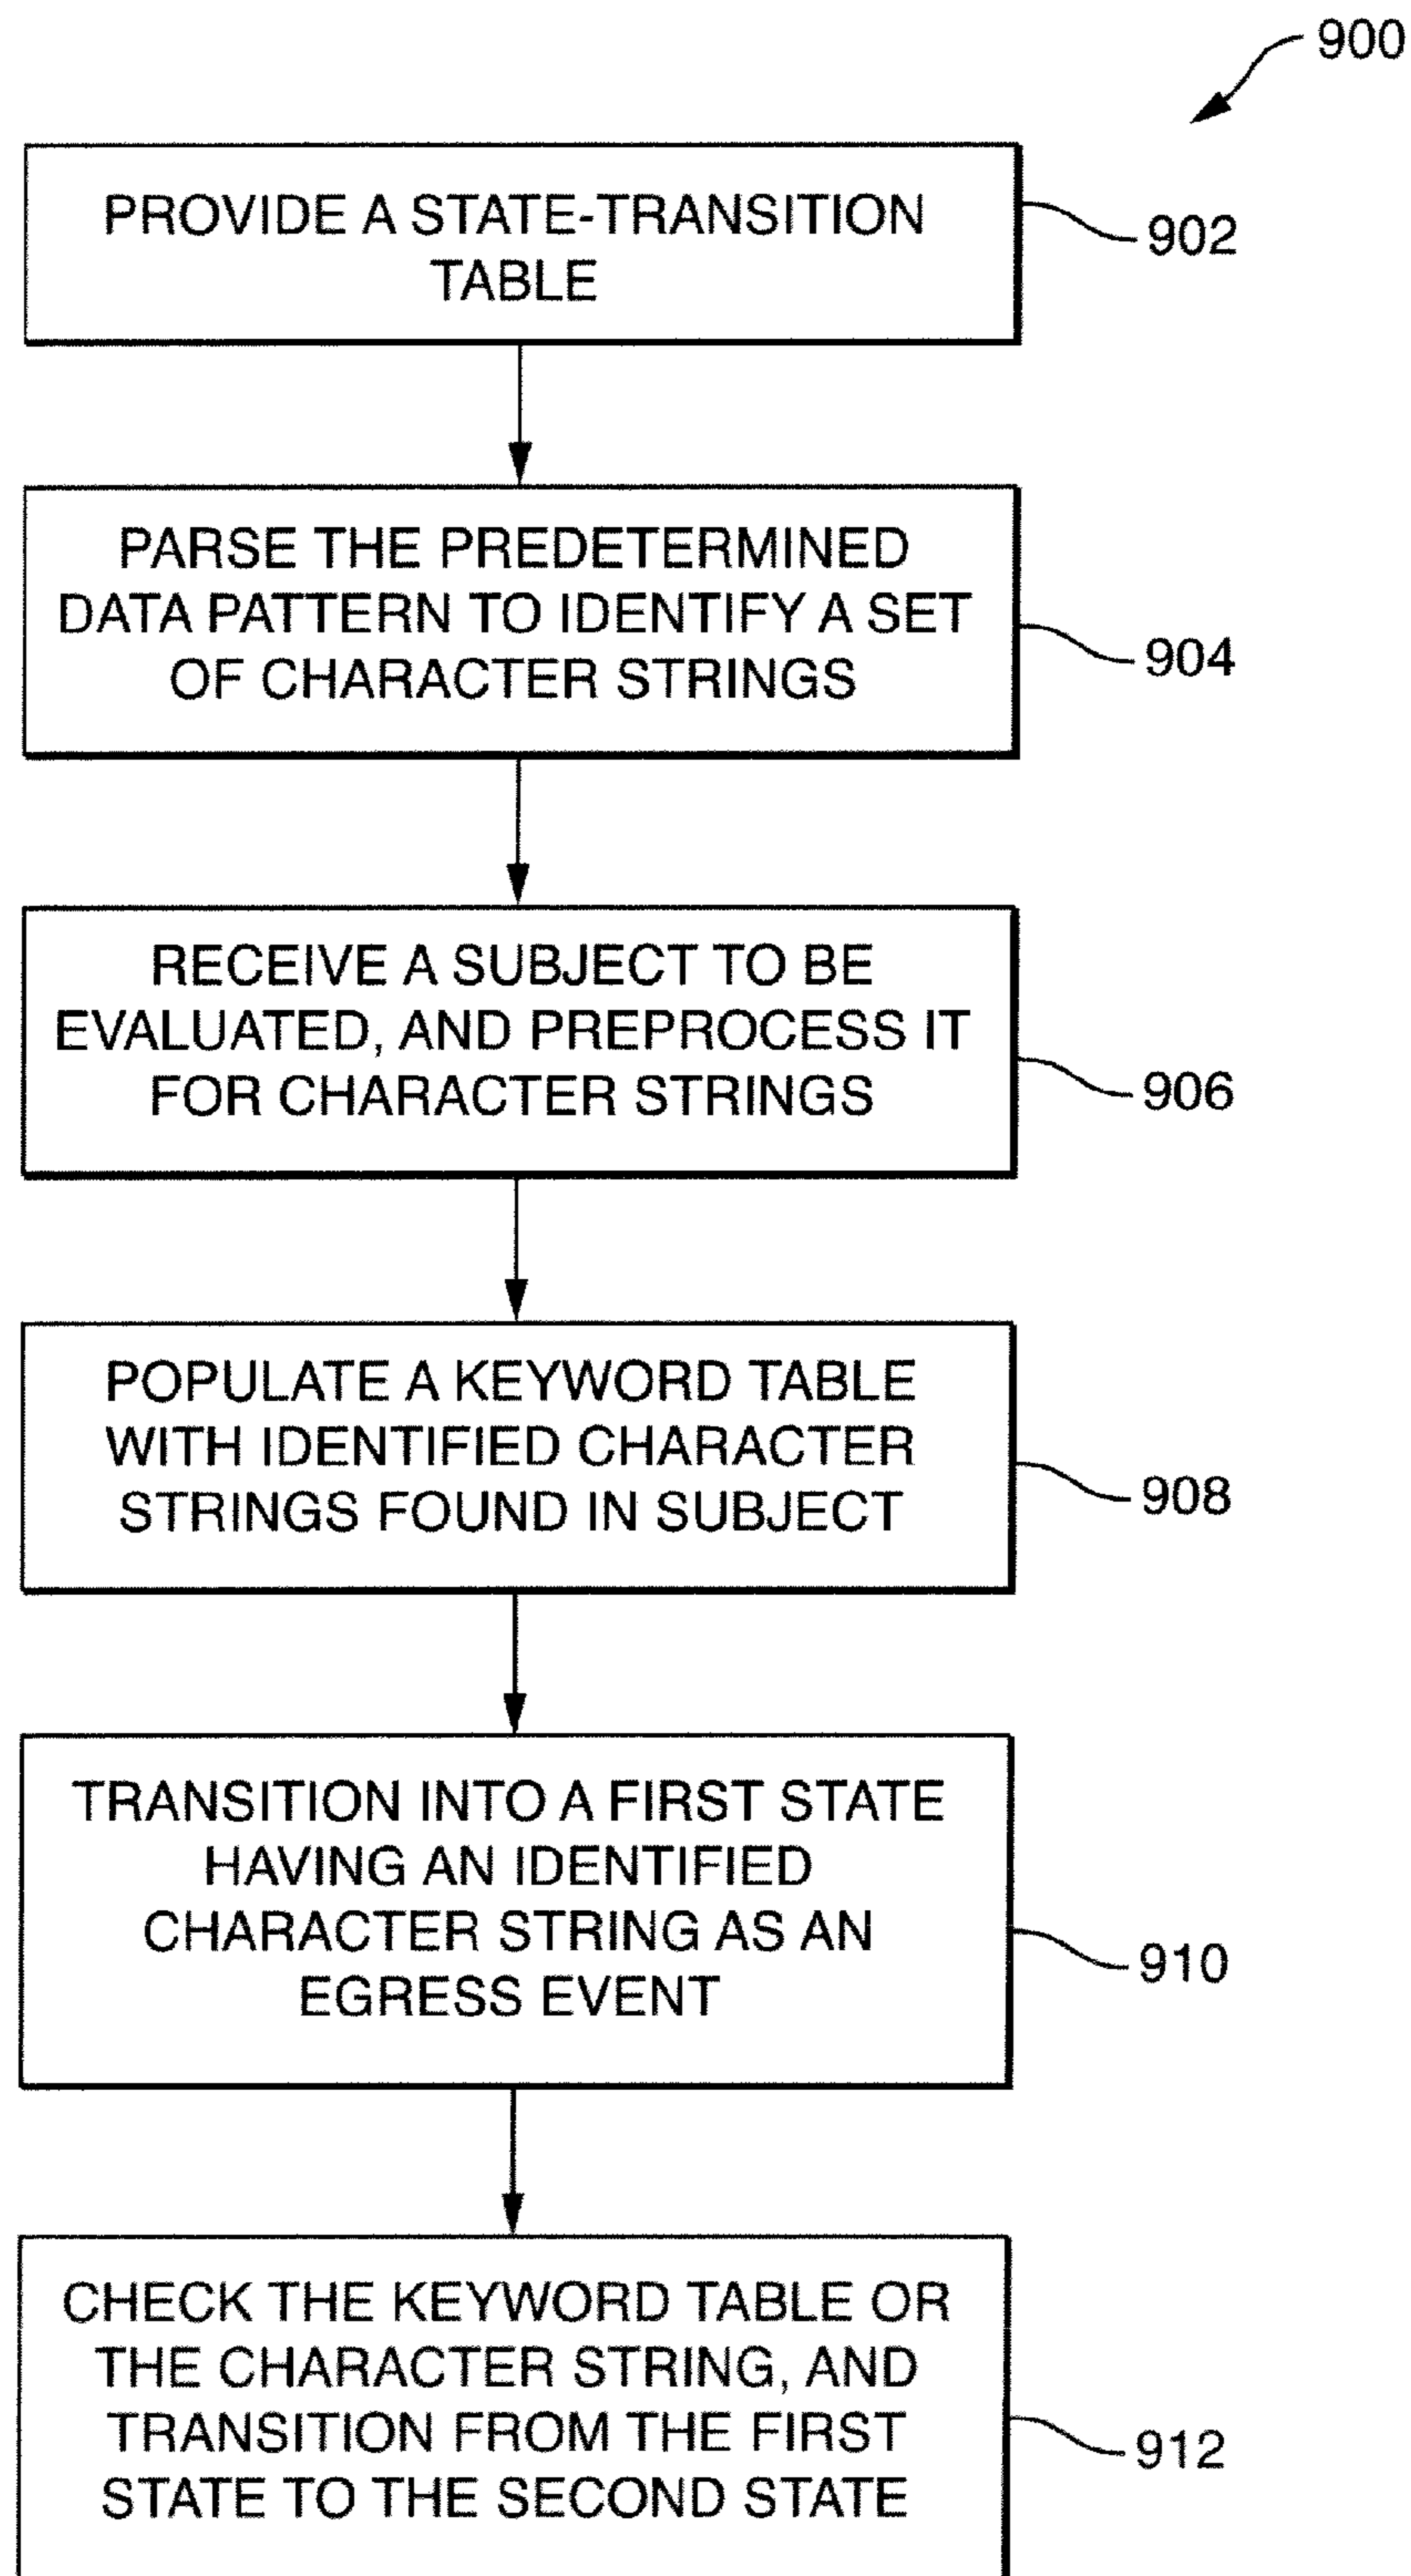 900
PROVIDE A STATE-TRANSITION
TABLE
902
PARSE THE PREDETERMINED
DATA PATTERN TO IDENTIFY A SET
OF CHARACTER STRINGS
904
RECEIVE A SUBJECT TO BE
EVALUATED, AND PREPROCESS IT
FOR CHARACTER STRINGS
906
POPULATE A KEYWORD TABLE
WITH IDENTIFIED CHARACTER
STRINGS FOUND IN SUBJECT
908
TRANSITION INTO A FIRST STATE
HAVING AN IDENTIFIED
CHARACTER STRING AS AN
EGRESS EVENT
910
CHECK THE KEYWORD TABLE OR
THE CHARACTER STRING, AND
TRANSITION FROM THE FIRST
STATE TO THE SECOND STATE
912